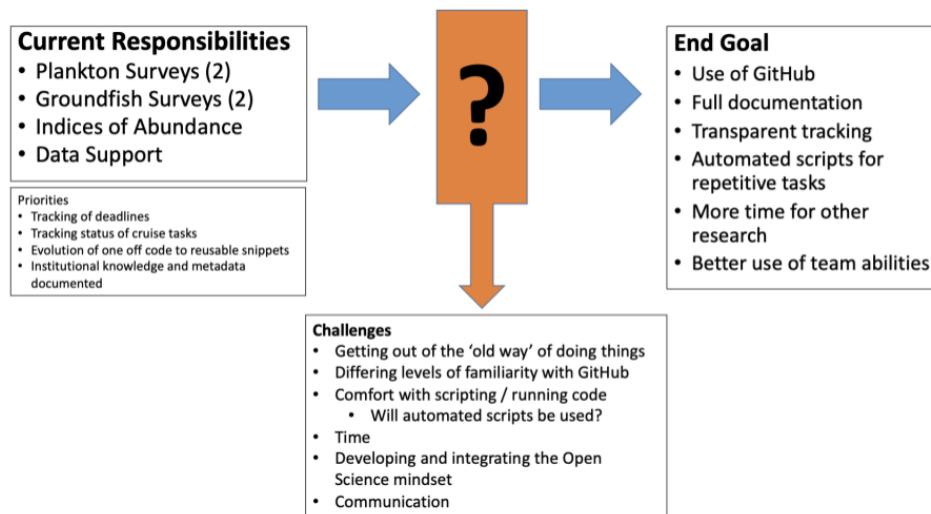 Current Responsibilities
• Plankton Surveys (2)
• Groundfish Surveys (2)
• Indices of Abundance
• Data Support
Priorities
• Tracking of deadlines
• Tracking status of cruise tasks
• Evolution of one off code to reusable snippets
• Institutional knowledge and metadata
documented
?
End Goal
• Use of GitHub
• Full documentation
• Transparent tracking
• Automated scripts for
repetitive tasks
• More time for other
research
• Better use of team abilities
Challenges
• Getting out of the ‘old way’ of doing things
• Differing levels of familiarity with GitHub
• Comfort with scripting / running code
• Will automated scripts be used?
• Time
• Developing and integrating the Open
Science mindset
• Communication